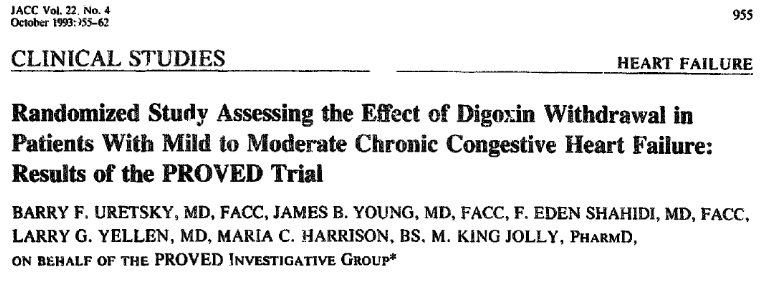 JACC Vol. 22, No. 4
October 1993:955-62
955
CLINICAL STUDIES
HEART FAILURE
Randomized Study Assessing the Effect of Digoxin Withdrawal in
Patients With Mild to Moderate Chronic Congestive Heart Failure:
Results of the PROVED Trial
BARRY F. URETSKY, MD, FACC, JAMES B. YOUNG, MD, FACC, F. EDEN SHAHIDI, MD, FACC,
LARRY G. YELLEN, MD, MARIA C. HARRISON, BS, M. KING JOLLY, PHARMD,
ON BEHALF OF THE PROVED INVESTIGATIVE GROUP*